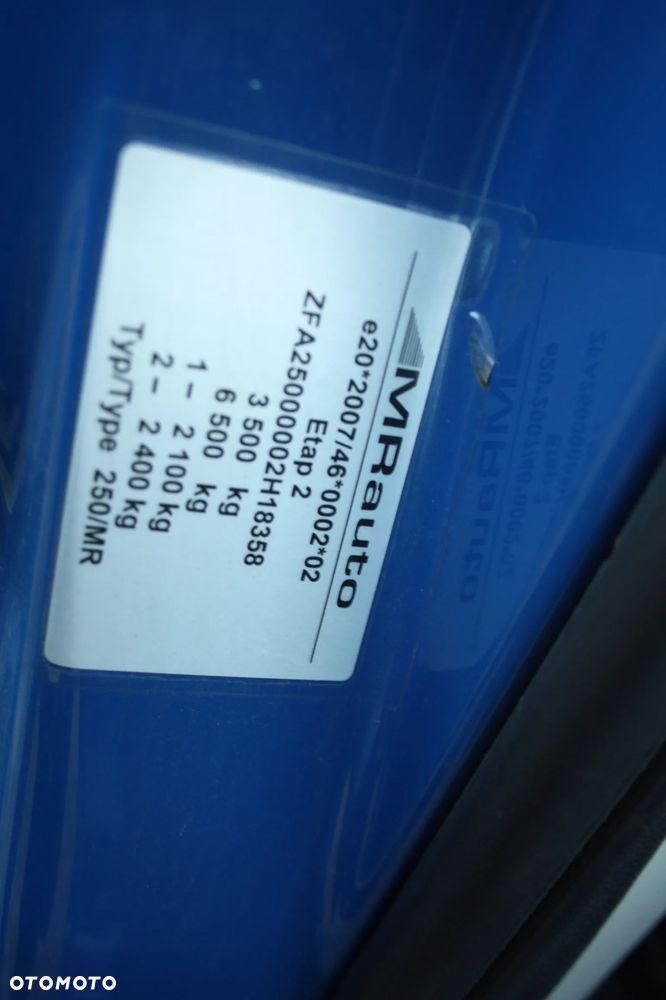 MRauto
e20*2007/46*0002*02
Etap 2
ZFA25000002H18358
3 500 kg
6 500 kg
1 – 2 100 kg
2 – 2 400 kg
Typ/Type 250/MR
OTOMOTO